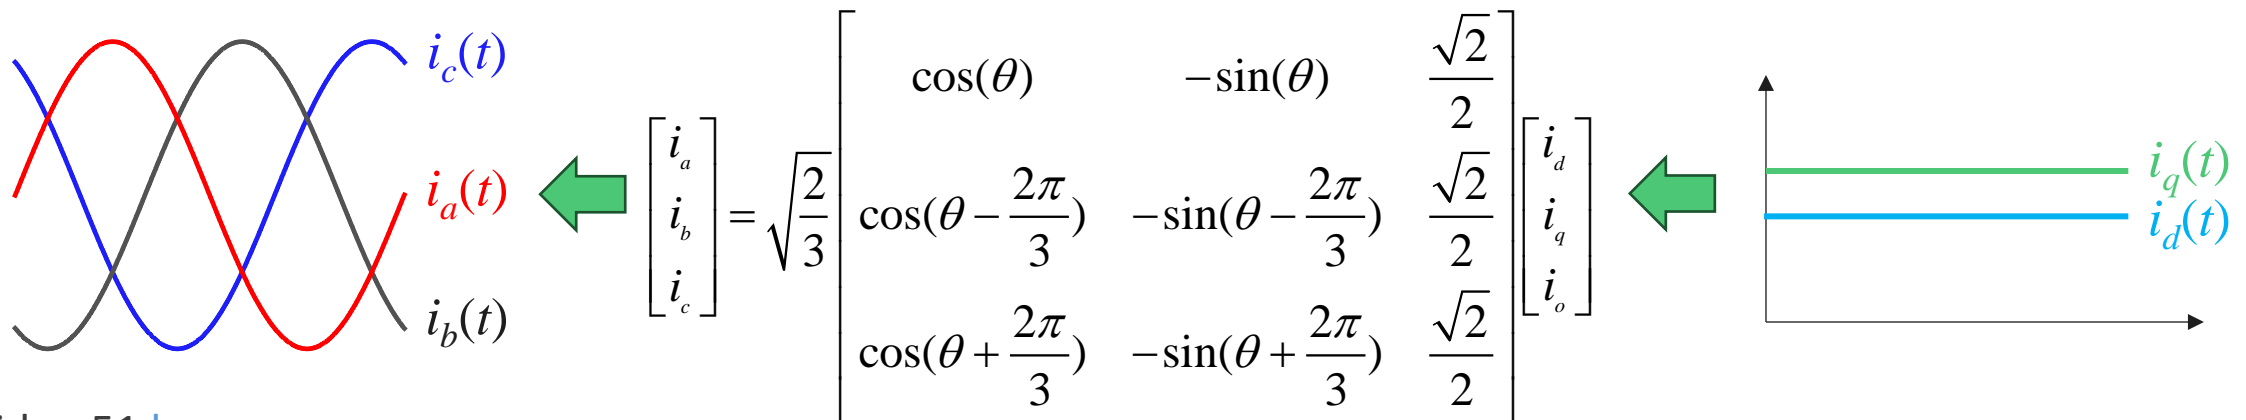 i_c(t)
i_a(t)
i_b(t)
[i_a i_b i_c] = √(2/3) [cos(θ) −sin(θ) √2/2
cos(θ − 2π/3) −sin(θ − 2π/3) √2/2
cos(θ + 2π/3) −sin(θ + 2π/3) √2/2] [i_d i_q i_o]
i_q(t)
i_d(t)